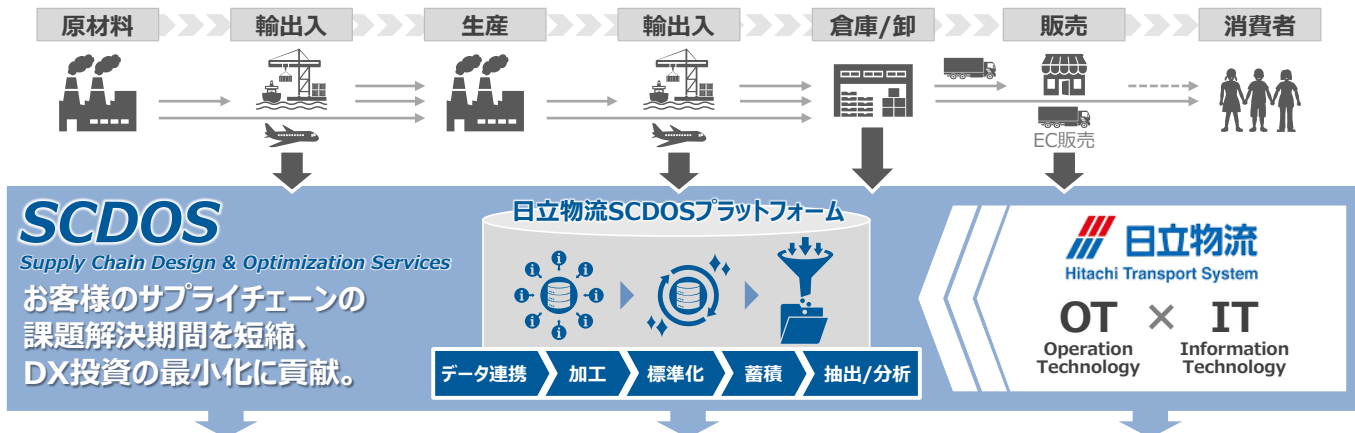 原材料
輸出入
生産
輸出入
倉庫/卸
販売
消費者
EC販売
SCDOS
Supply Chain Design & Optimization Services
お客様のサプライチェーンの
課題解決期間を短縮、
DX投資の最小化に貢献。
日立物流SCDOSプラットフォーム
データ連携
加工
標準化
蓄積
抽出/分析
日立物流
Hitachi Transport System
OT × IT
Operation
Technology
Information
Technology